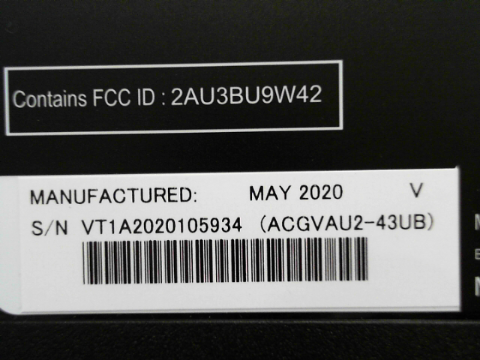 Contains FCC ID : 2AU3BU9W42
MANUFACTURED: MAY 2020 V
S/N VT1A2020105934 (ACGVAU2-43UB)